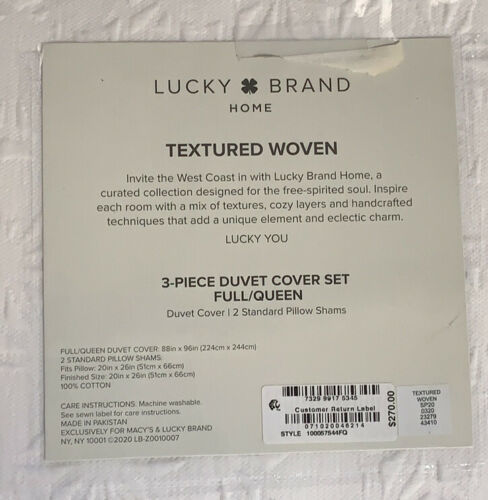 LUCKY BRAND
HOME
TEXTURED WOVEN
Invite the West Coast in with Lucky Brand Home, a
curated collection designed for the free-spirited soul. Inspire
each room with a mix of textures, cozy layers and handcrafted
techniques that add a unique element and eclectic charm.
LUCKY YOU
3-PIECE DUVET COVER SET
FULL/QUEEN
Duvet Cover | 2 Standard Pillow Shams
FULL/QUEEN DUVET COVER: 88in x 96in (224cm x 244cm)
2 STANDARD PILLOW SHAMS:
Fits Pillow: 20in x 26in (51cm x 66cm)
Finished Size: 20in x 26in (51cm x 66cm)
100% COTTON
CARE INSTRUCTIONS: Machine washable.
See sewn label for care instructions.
MADE IN PAKISTAN
EXCLUSIVELY FOR MACY'S & LUCKY BRAND
NY, NY 10001 ©2020 LB-Z0010007
7329 9917 5345
Customer Return Label
071020046214
STYLE 100067544FQ
$270.00
TEXTURED
WOVEN
SP20
0320
23279
43410